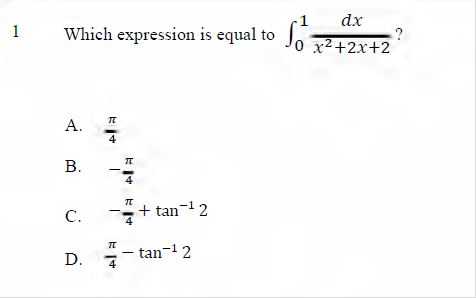 1 Which expression is equal to ∫₀¹ dx/(x²+2x+2)?
A. π/4
B. −π/4
C. −π/4 + tan⁻¹ 2
D. π/4 − tan⁻¹ 2